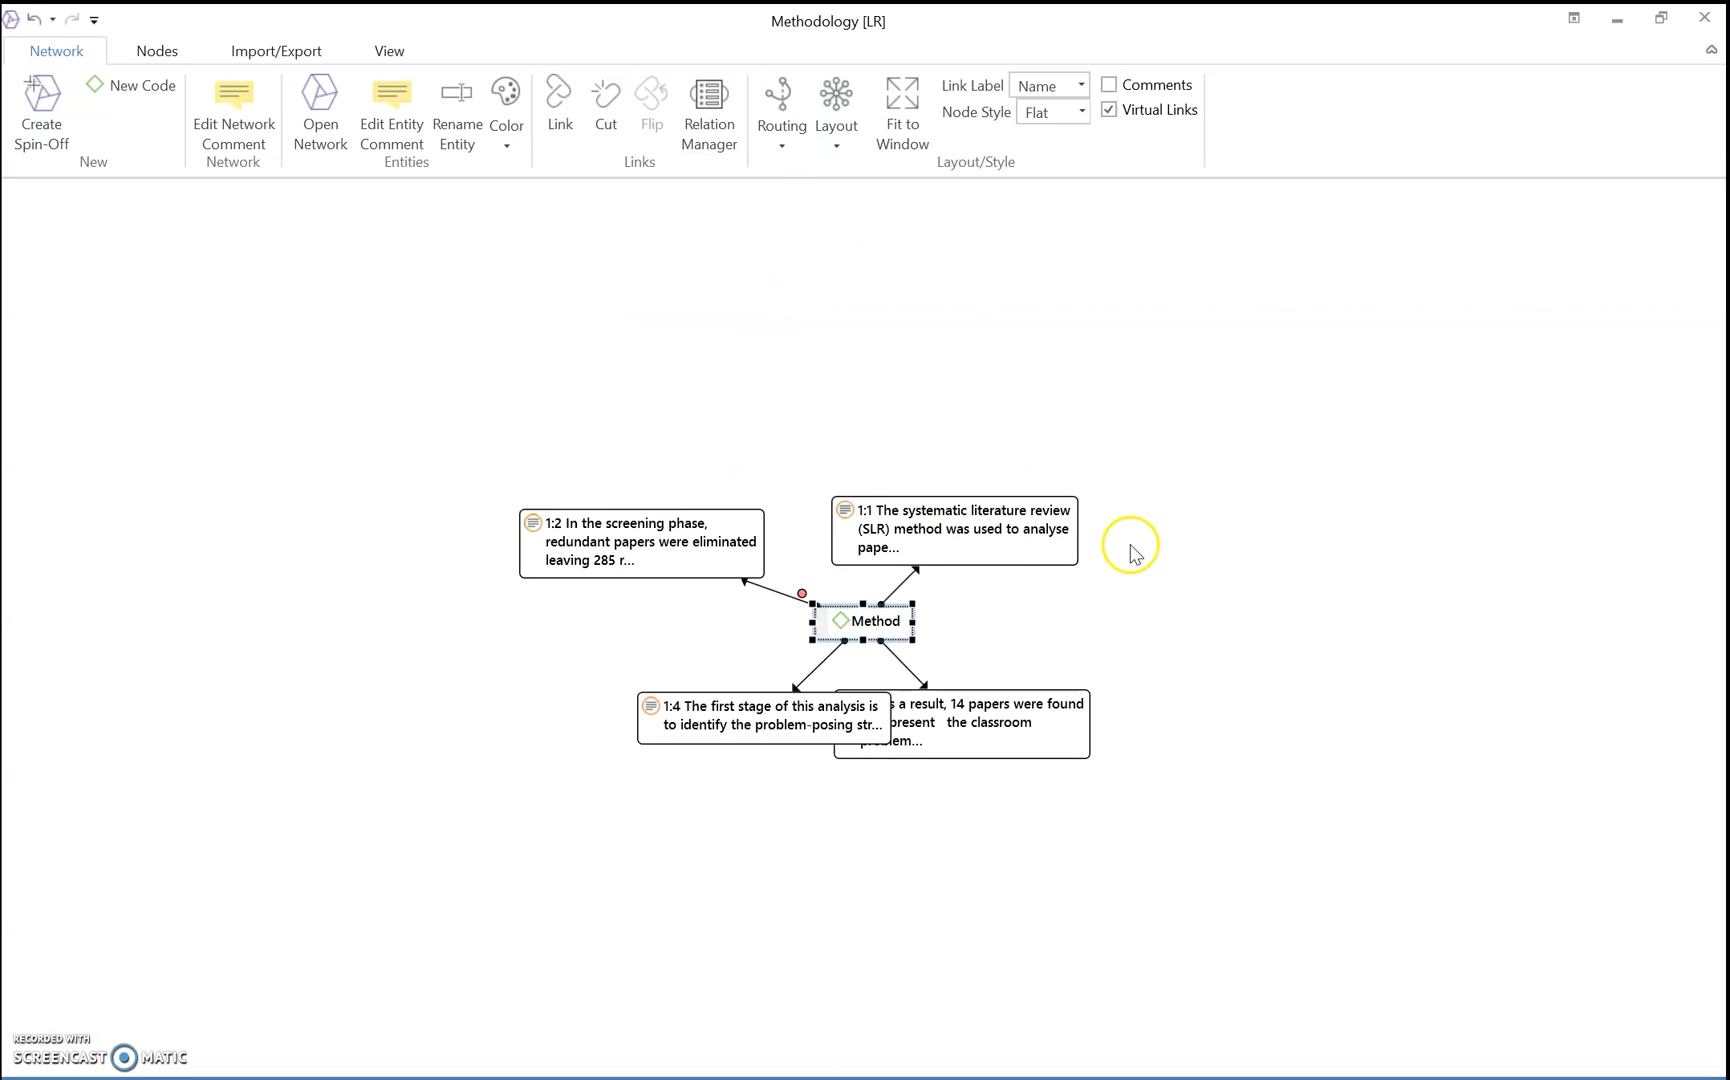 Methodology [LR]
Network Nodes Import/Export View
Create Spin-Off
New Code
New
Edit Network Comment
Network
Open Network
Edit Entity Comment
Rename Entity
Color
Entities
Link
Cut
Flip
Relation Manager
Links
Routing
Layout
Fit to Window
Link Label Name
Node Style Flat
Comments
Virtual Links
Layout/Style
1:2 In the screening phase,
redundant papers were eliminated
leaving 285 r...
1:1 The systematic literature review
(SLR) method was used to analyse
pape...
Method
1:4 The first stage of this analysis is
to identify the problem-posing str...
s a result, 14 papers were found
present the classroom
problem...
RECORDED WITH
SCREENCAST MATIC